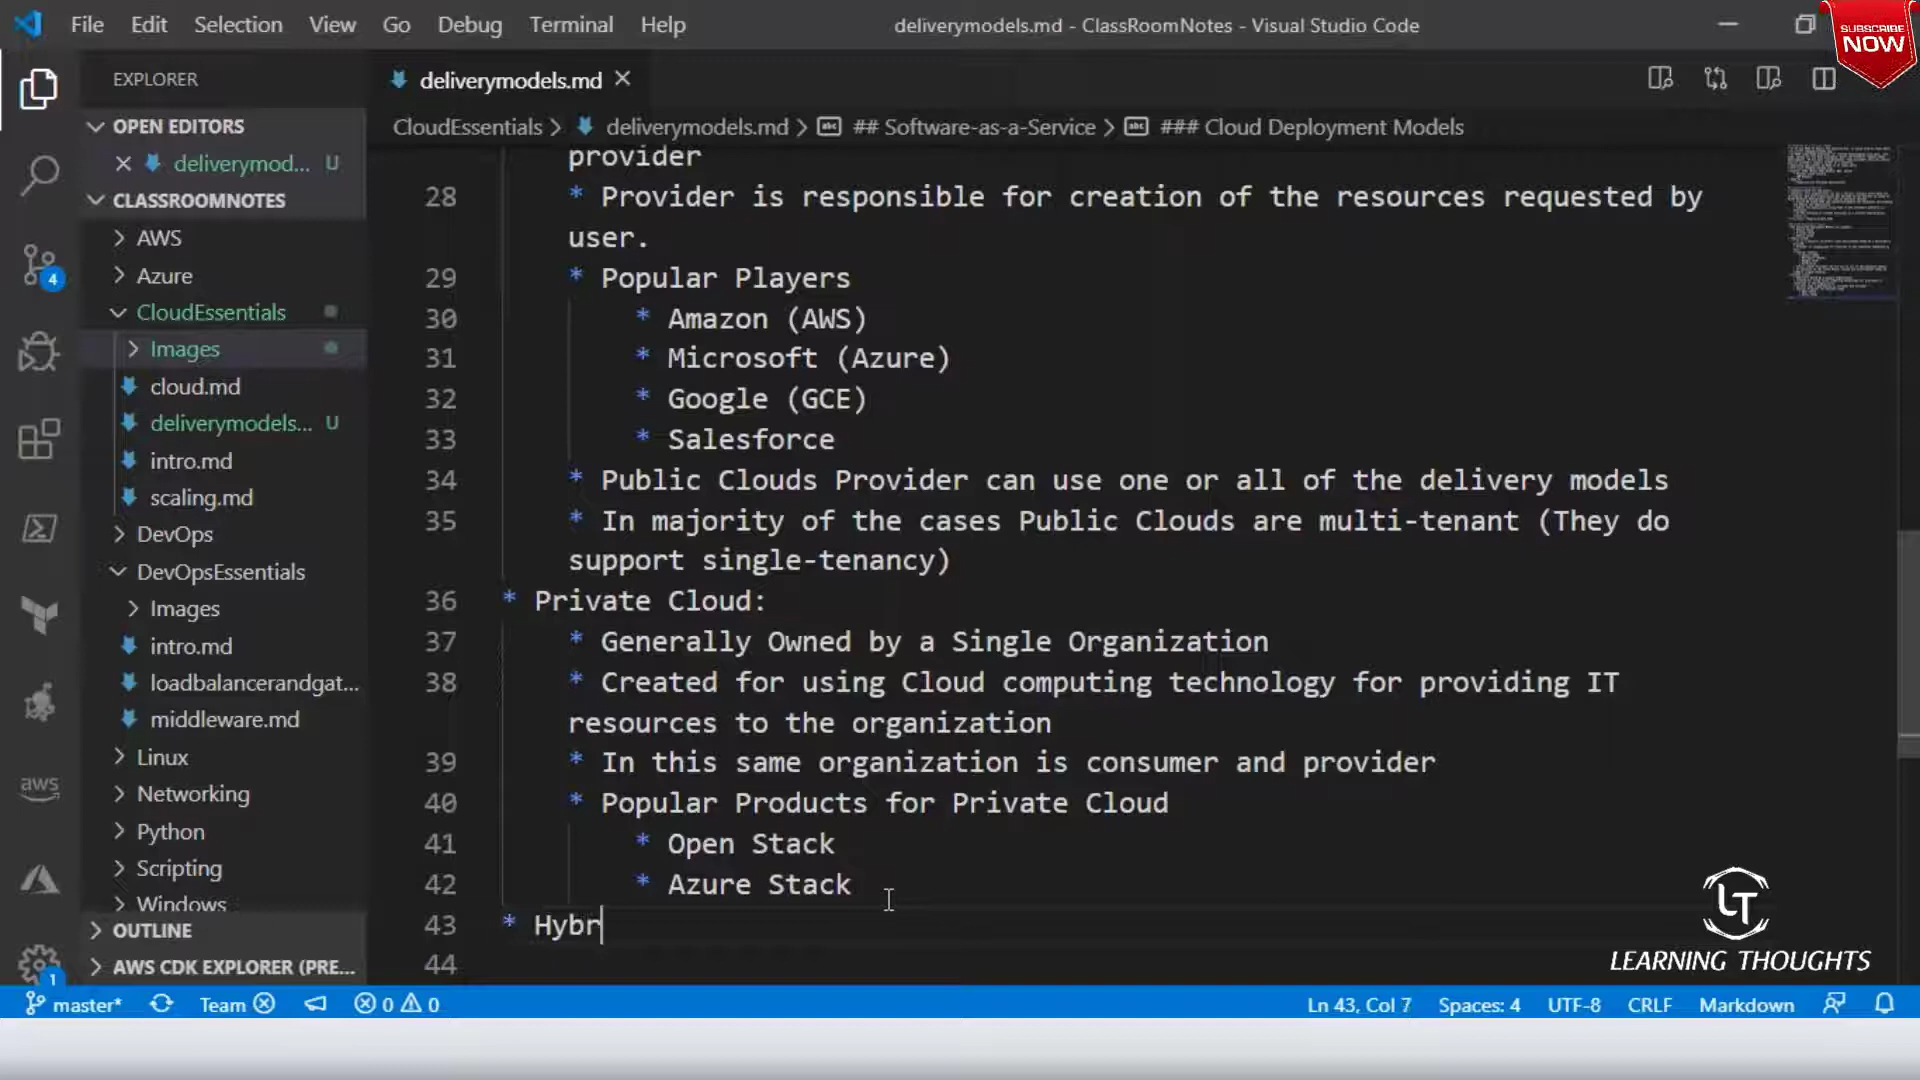 File Edit Selection View Go Debug Terminal Help
deliverymodels.md - ClassRoomNotes - Visual Studio Code
SUBSCRIBE
NOW
EXPLORER
deliverymodels.md
OPEN EDITORS
deliverymod... U
CLASSROOMNOTES
AWS
Azure
CloudEssentials
Images
cloud.md
deliverymodels... U
intro.md
scaling.md
DevOps
DevOpsEssentials
Images
intro.md
loadbalancerandgat...
middleware.md
Linux
Networking
Python
Scripting
Windows
OUTLINE
AWS CDK EXPLORER (PRE...
4
aws
1
CloudEssentials > deliverymodels.md > abc ## Software-as-a-Service > abc ### Cloud Deployment Models
provider
28 * Provider is responsible for creation of the resources requested by
user.
29 * Popular Players
30 * Amazon (AWS)
31 * Microsoft (Azure)
32 * Google (GCE)
33 * Salesforce
34 * Public Clouds Provider can use one or all of the delivery models
35 * In majority of the cases Public Clouds are multi-tenant (They do
support single-tenancy)
36 * Private Cloud:
37 * Generally Owned by a Single Organization
38 * Created for using Cloud computing technology for providing IT
resources to the organization
39 * In this same organization is consumer and provider
40 * Popular Products for Private Cloud
41 * Open Stack
42 * Azure Stack
43 * Hybr
44
LT
LEARNING THOUGHTS
master* Team 0 0 Ln 43, Col 7 Spaces: 4 UTF-8 CRLF Markdown